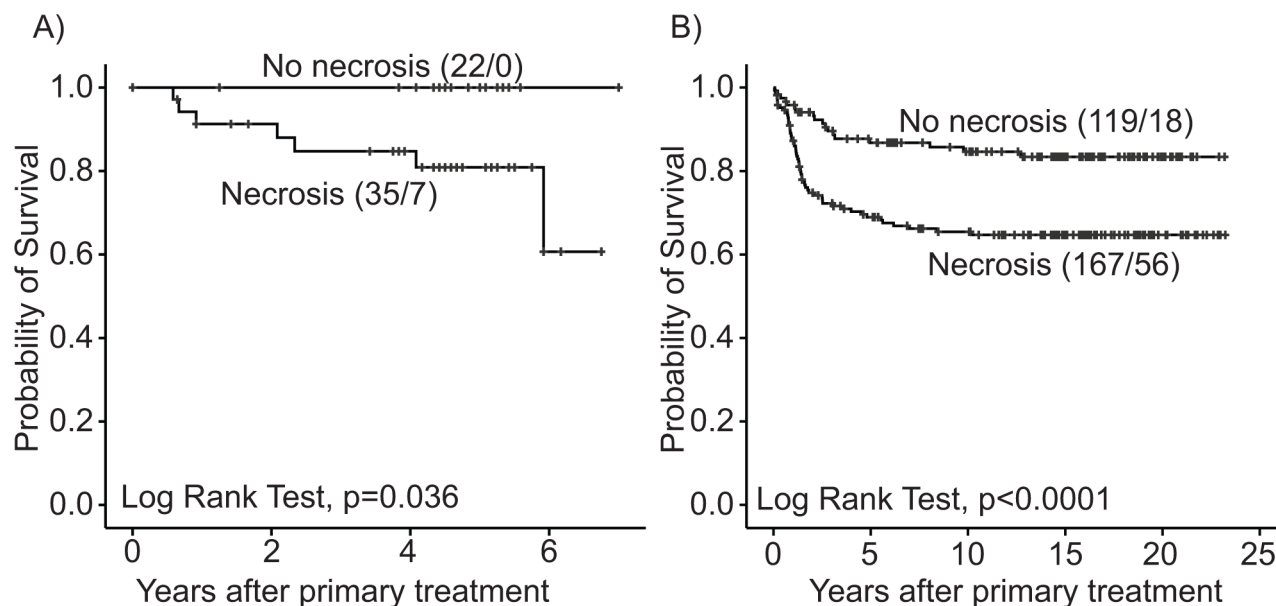 A)
No necrosis (22/0)
Necrosis (35/7)
Log Rank Test, p=0.036
Probability of Survival
1.0
0.8
0.6
0.4
0.2
0.0
0 2 4 6
Years after primary treatment
B)
No necrosis (119/18)
Necrosis (167/56)
Log Rank Test, p<0.0001
Probability of Survival
1.0
0.8
0.6
0.4
0.2
0.0
0 5 10 15 20 25
Years after primary treatment